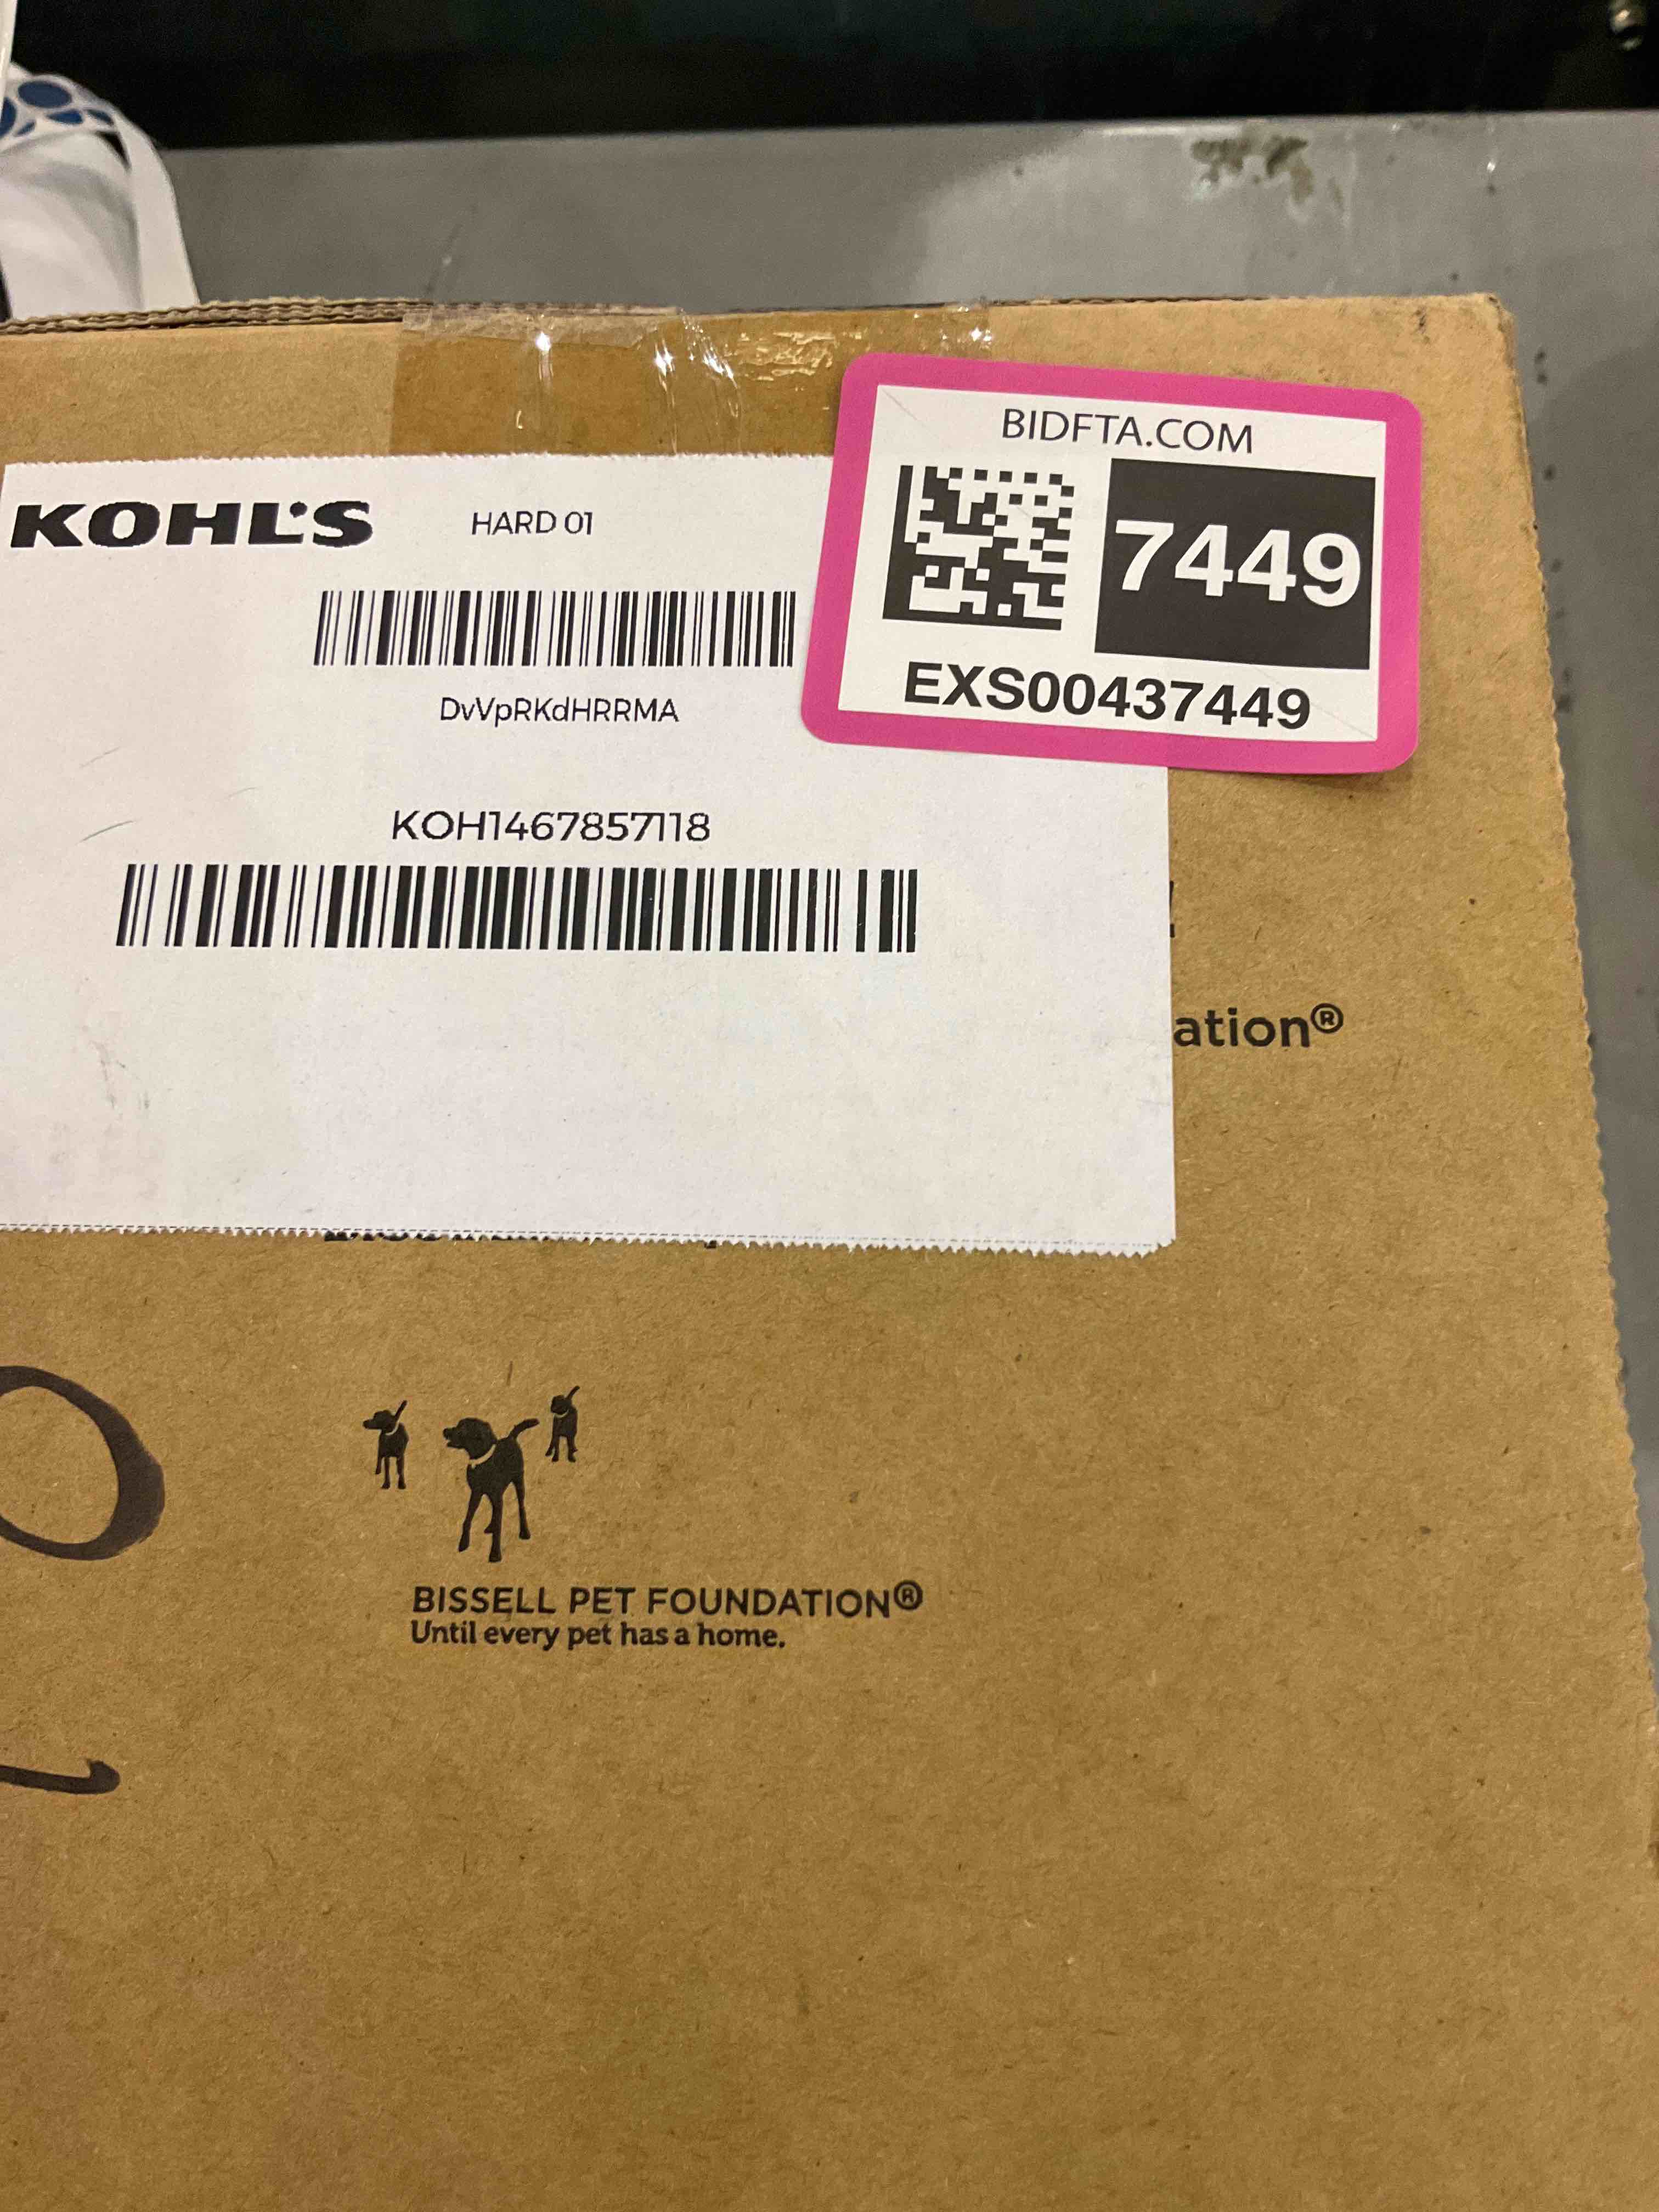 BIDFTA.COM
7449
EXS00437449
KOHL'S
HARD 01
DvVpRKdHRRMA
KOH1467857118
ation®
BISSELL PET FOUNDATION®
Until every pet has a home.